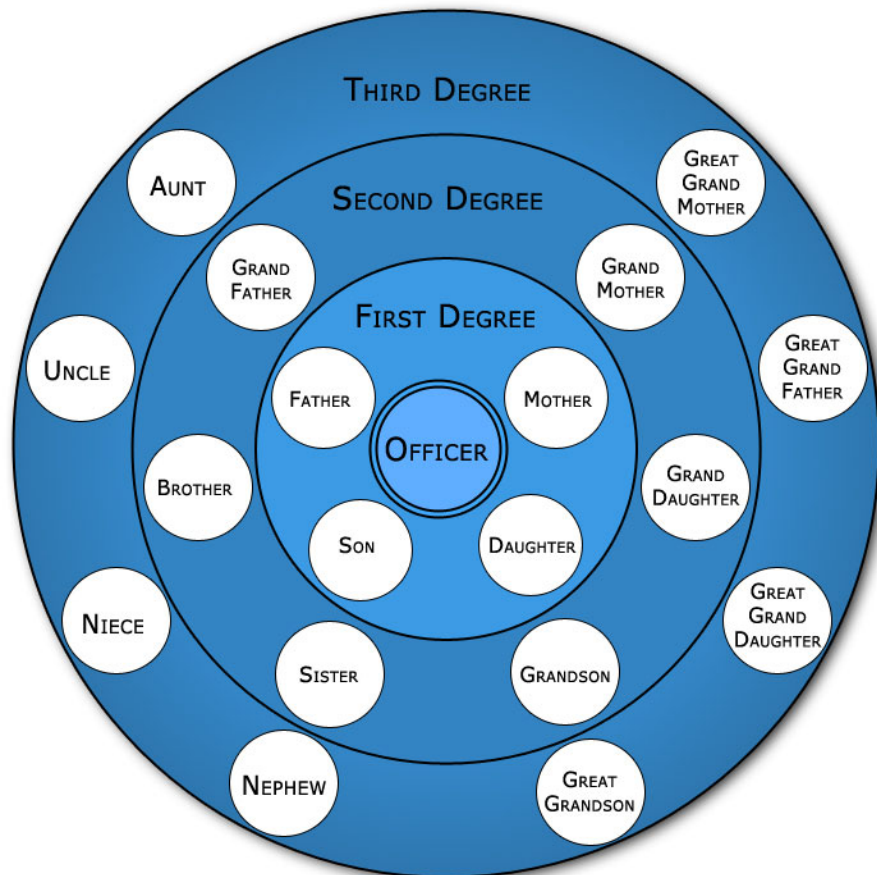 Third Degree
Aunt
Great
Grand
Mother
Second Degree
Grand
Father
Grand
Mother
First Degree
Uncle
Great
Grand
Father
Father
Mother
Officer
Brother
Grand
Daughter
Son
Daughter
Niece
Great
Grand
Daughter
Sister
Grandson
Nephew
Great
Grandson